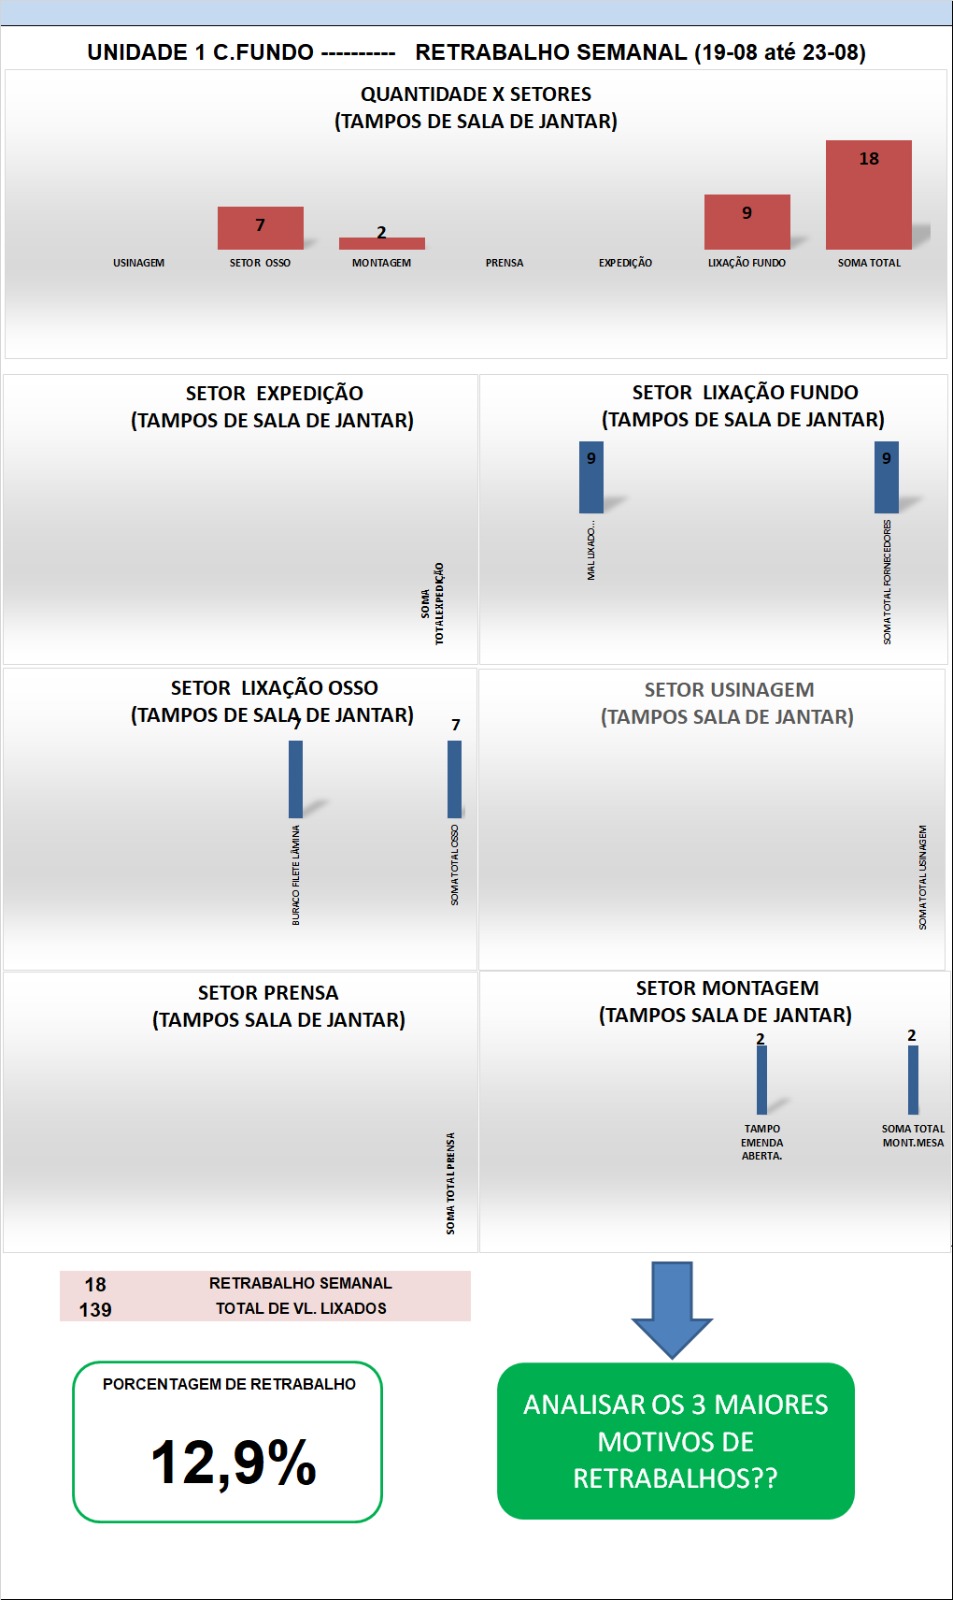 UNIDADE 1 C.FUNDO ---------- RETRABALHO SEMANAL (19-08 até 23-08)
QUANTIDADE X SETORES
(TAMPOS DE SALA DE JANTAR)
18
9
7
2
USINAGEM SETOR OSSO MONTAGEM PRENSA EXPEDIÇÃO LIXAÇÃO FUNDO SOMA TOTAL
SETOR EXPEDIÇÃO
(TAMPOS DE SALA DE JANTAR)
SOMA
TOTALEXPEDIÇÃO
SETOR LIXAÇÃO FUNDO
(TAMPOS DE SALA DE JANTAR)
9 9
MAL LIXADO...
SOMA TOTAL FORNECEDORES
SETOR LIXAÇÃO OSSO
(TAMPOS DE SALA DE JANTAR)
7 7
BURACO FILETE LÂMINA
SOMA TOTAL OSSO
SETOR USINAGEM
(TAMPOS SALA DE JANTAR)
SOMA TOTAL USINAGEM
SETOR PRENSA
(TAMPOS SALA DE JANTAR)
SOMA TOTAL PRENSA
SETOR MONTAGEM
(TAMPOS SALA DE JANTAR)
2 2
TAMPO
EMENDA
ABERTA.
SOMA TOTAL
MONT.MESA
18 RETRABALHO SEMANAL
139 TOTAL DE VL. LIXADOS
PORCENTAGEM DE RETRABALHO
12,9%
ANALISAR OS 3 MAIORES
MOTIVOS DE
RETRABALHOS??